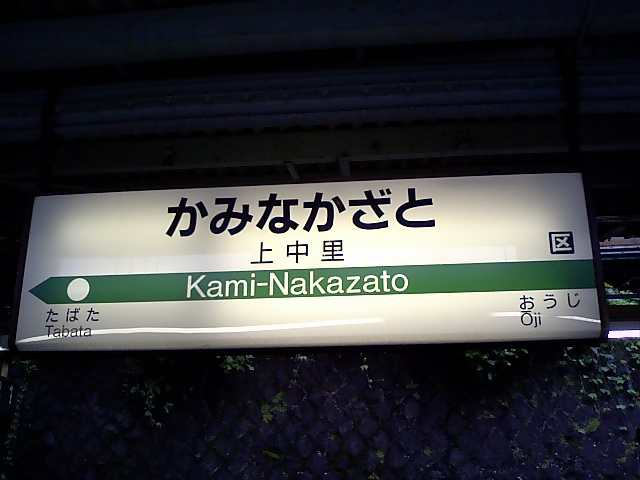 かみなかざと
上中里
区
Kami-Nakazato
たばた
Tabata
おうじ
Ōji